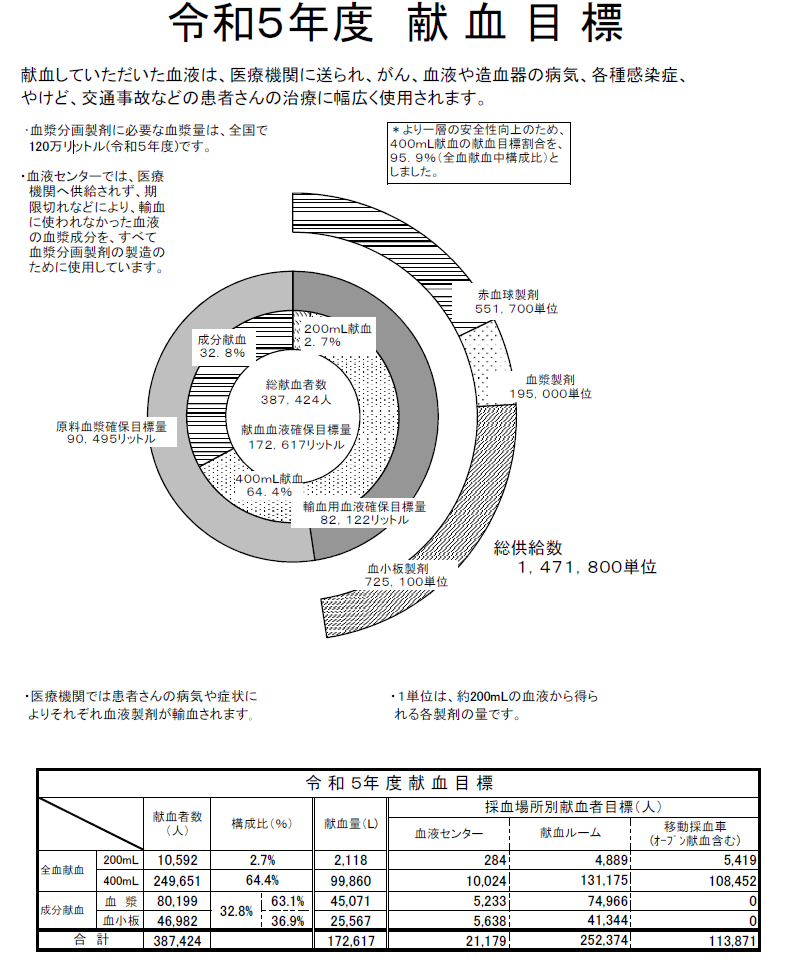 令和5年度　献血目標
献血していただいた血液は、医療機関に送られ、がん、血液や造血器の病気、各種感染症、
やけど、交通事故などの患者さんの治療に幅広く使用されます。
・血漿分画製剤に必要な血漿量は、全国で
120万リットル(令和5年度)です。
＊より一層の安全性向上のため、
400mL献血の献血目標割合を、
95．9％(全血献血中構成比)と
しました。
・血液センターでは、医療
機関へ供給されず、期
限切れなどにより、輸血
に使われなかった血液
の血漿成分を、すべて
血漿分画製剤の製造の
ために使用しています。
赤血球製剤
551，700単位
200mL献血
2．7％
成分献血
32．8％
血漿製剤
195，000単位
総献血者数
387，424人
献血血液確保目標量
172，617リットル
原料血漿確保目標量
90，495リットル
400mL献血
64．4％
輸血用血液確保目標量
82，122リットル
総供給数
1，471，800単位
血小板製剤
725，100単位
・医療機関では患者さんの病気や症状に
よりそれぞれ血液製剤が輸血されます。
・1単位は、約200mLの血液から得ら
れる各製剤の量です。
令和5年度献血目標
献血者数（人） 構成比（％） 献血量（L） 採血場所別献血者目標（人）
血液センター 献血ルーム 移動採血車（オープン献血含む）
全血献血 200mL 10,592 2.7% 2,118 284 4,889 5,419
400mL 249,651 64.4% 99,860 10,024 131,175 108,452
成分献血 血漿 80,199 32.8% 63.1% 45,071 5,233 74,966 0
血小板 46,982 36.9% 25,567 5,638 41,344 0
合計 387,424 172,617 21,179 252,374 113,871